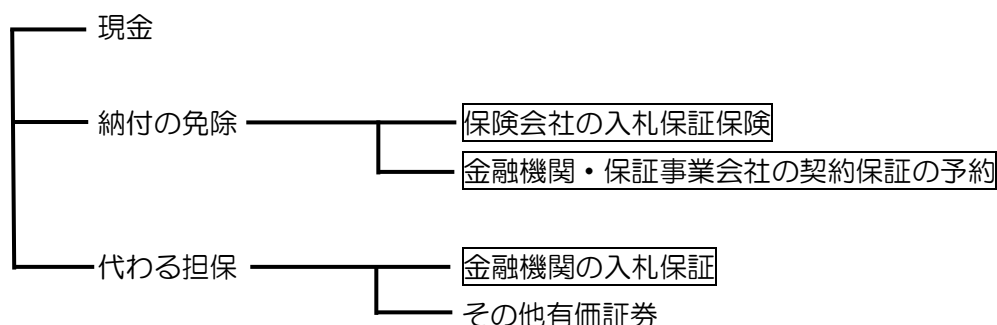 現金
納付の免除
保険会社の入札保証保険
金融機関・保証事業会社の契約保証の予約
代わる担保
金融機関の入札保証
その他有価証券